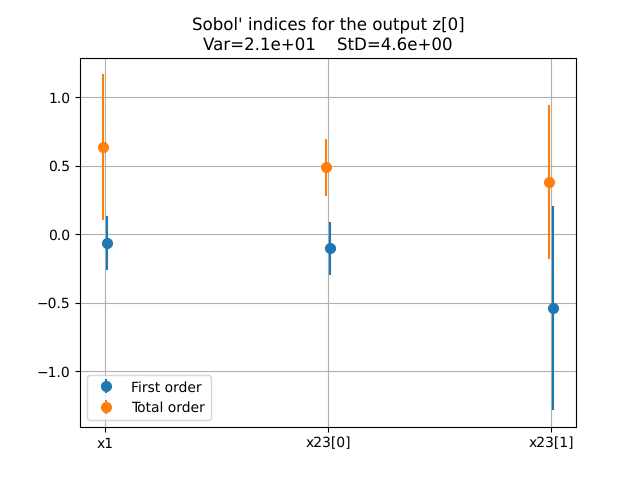 Sobol' indices for the output z[0]
Var=2.1e+01    StD=4.6e+00
1.0
0.5
0.0
−0.5
−1.0
First order
Total order
x1
x23[0]
x23[1]